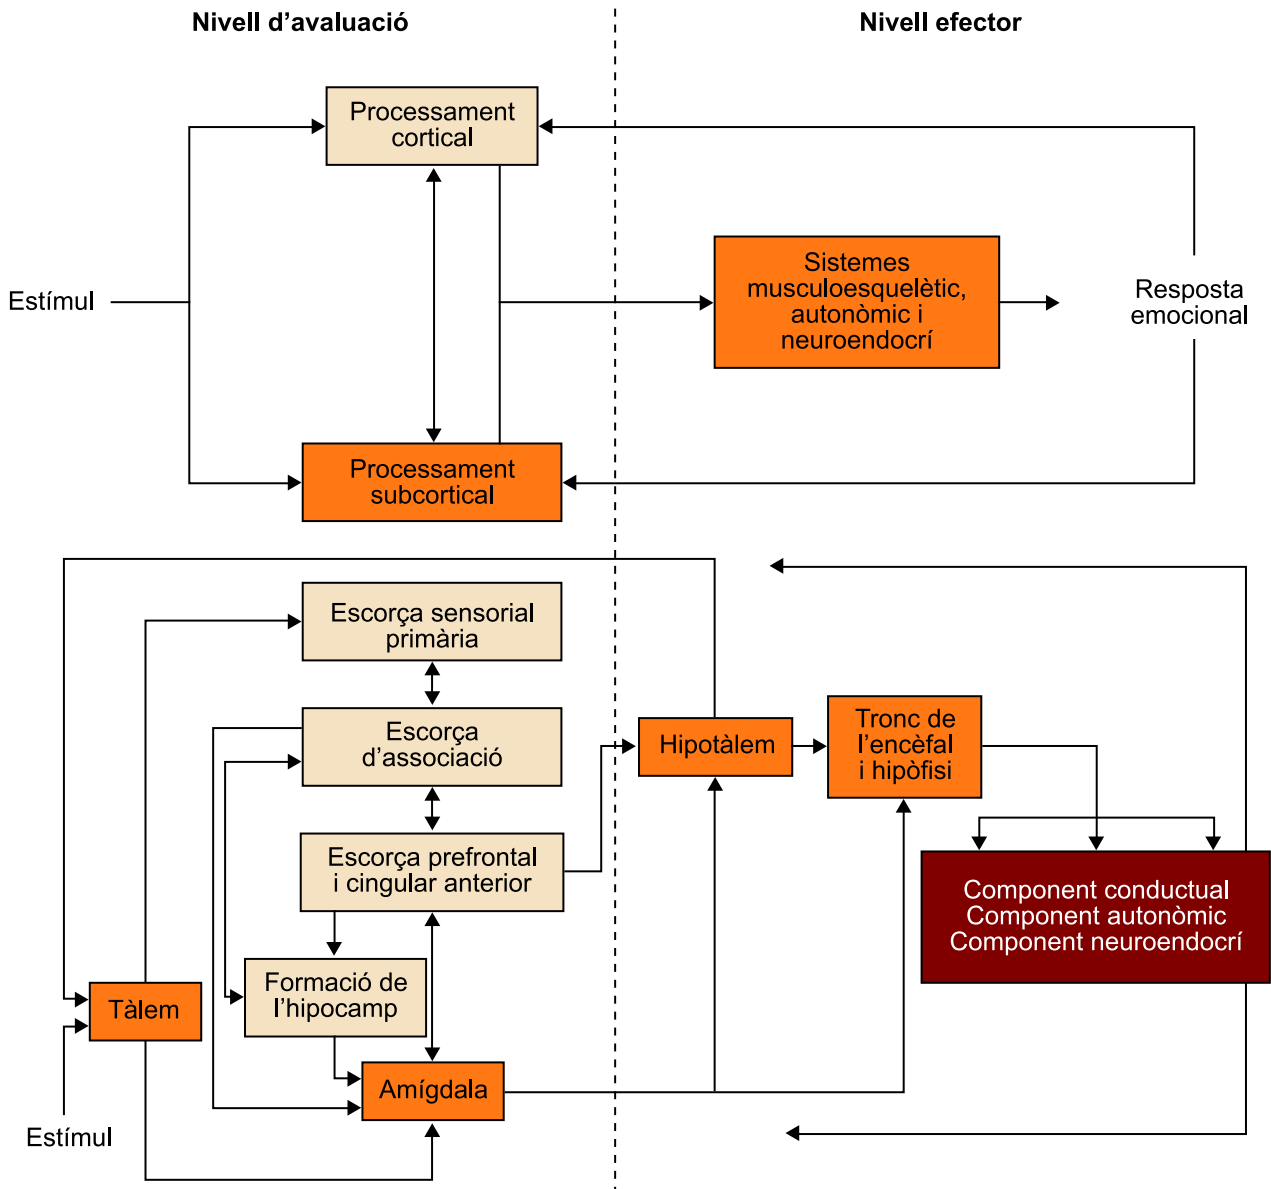 Nivell d’avaluació
Nivell efector
Processament
cortical
Estímul
Sistemes
musculoesquelètic,
autonòmic i
neuroendocrí
Resposta
emocional
Processament
subcortical
Escorça sensorial
primària
Escorça
d’associació
Hipotàlem
Tronc de
l’encèfal
i hipòfisi
Escorça prefrontal
i cingular anterior
Component conductual
Component autonòmic
Component neuroendocrí
Formació de
l’hipocamp
Tàlem
Amígdala
Estímul